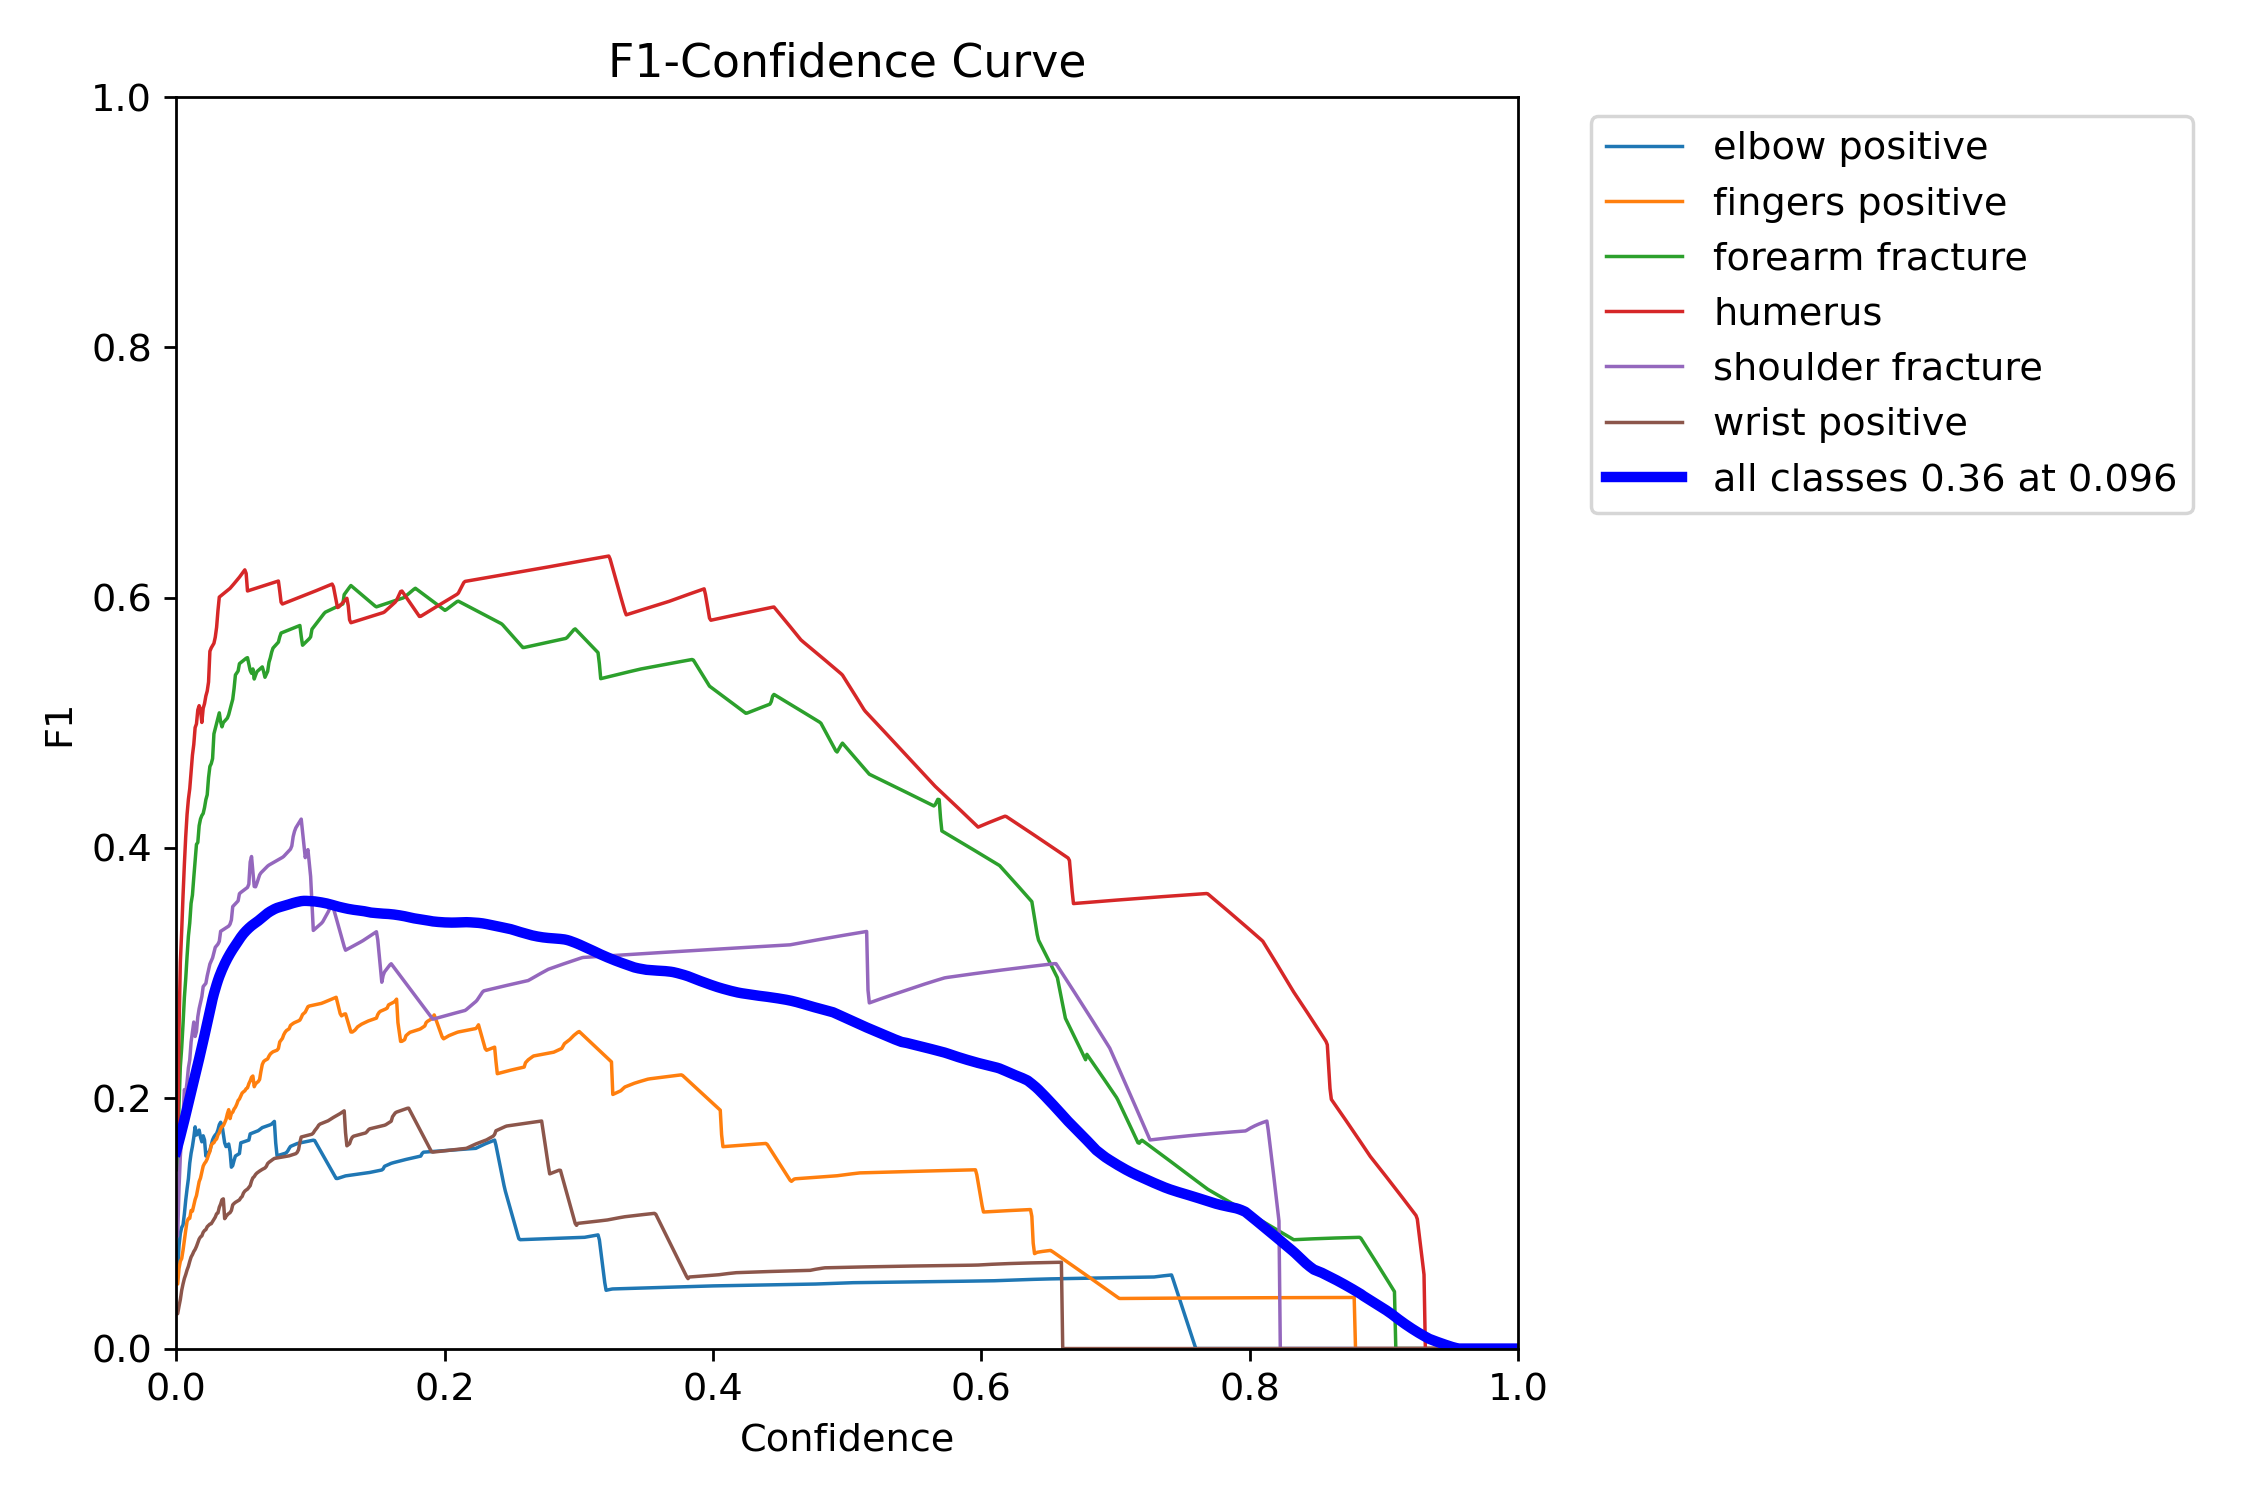 F1-Confidence Curve
1.0
0.8
0.6
0.4
0.2
0.0
F1
0.0 0.2 0.4 0.6 0.8 1.0
Confidence
elbow positive
fingers positive
forearm fracture
humerus
shoulder fracture
wrist positive
all classes 0.36 at 0.096